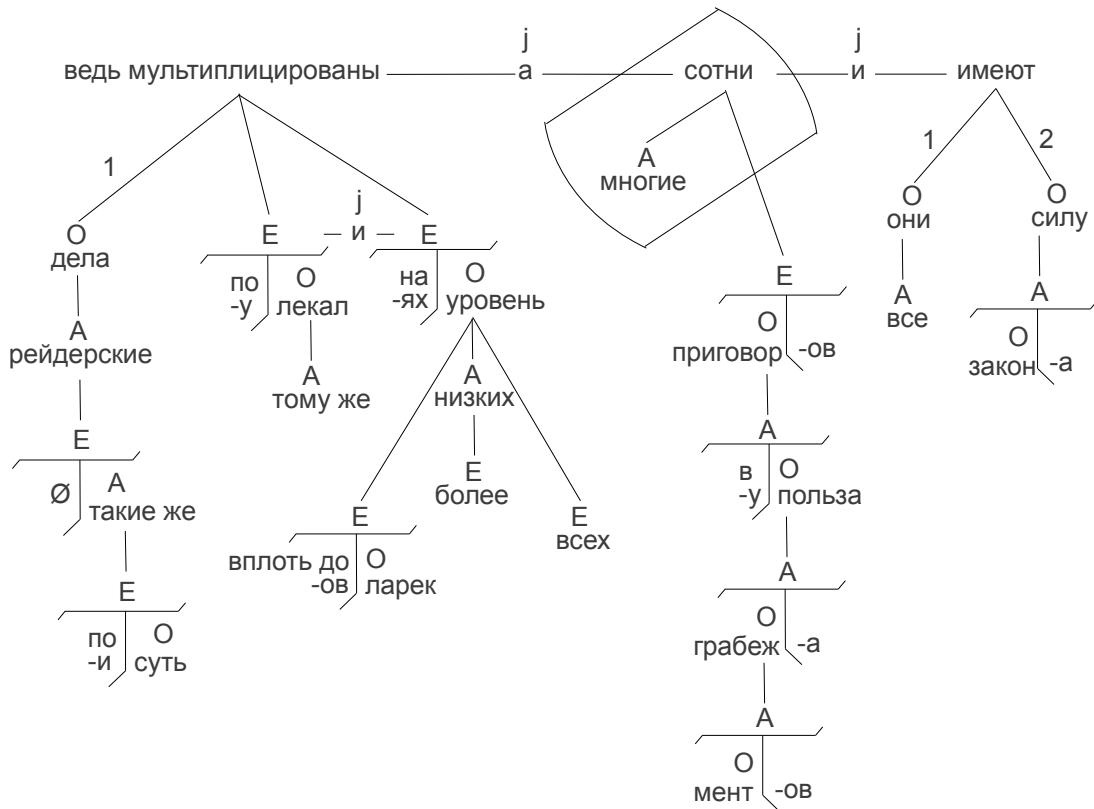 j j
ведь мультиплицированы а сотни и имеют
1 1 2
А
многие
О О О
дела они силу
j
Е и Е
по -у О лекал
на -ях О уровень
Е
О приговор -ов
А
рейдерские
А
все
А
О закон -а
А
тому же
А
низких
Е
Ø А такие же
Е
более
А
в -у О польза
Е
вплоть до -ов О ларек
Е
всех
Е
по -и О суть
А
О грабеж -а
А
О мент -ов